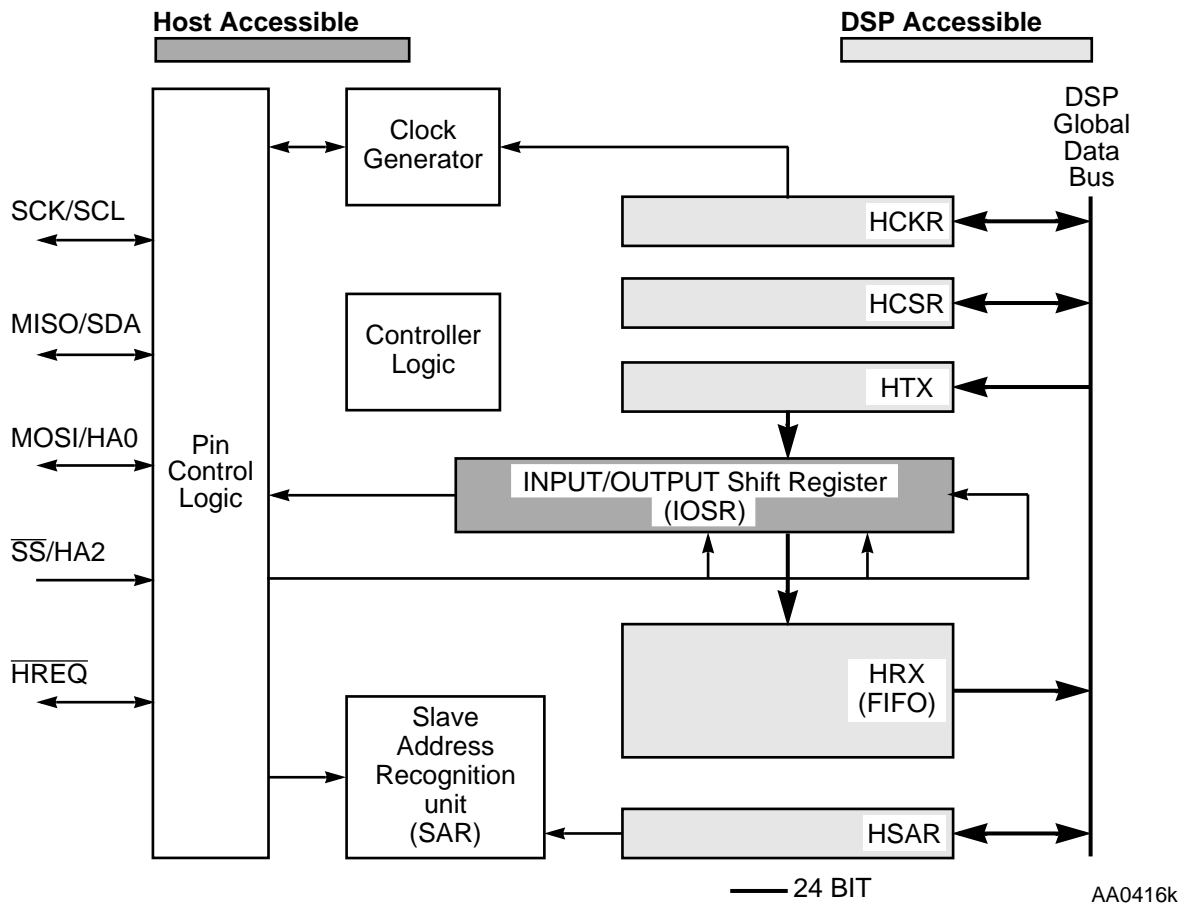 Host Accessible
DSP Accessible
DSP
Global
Data
Bus
Clock
Generator
SCK/SCL
HCKR
HCSR
MISO/SDA
Controller
Logic
HTX
MOSI/HA0
Pin
Control
Logic
INPUT/OUTPUT Shift Register
(IOSR)
S̅S̅/HA2
H̅R̅E̅Q̅
HRX
(FIFO)
Slave
Address
Recognition
unit
(SAR)
HSAR
24 BIT
AA0416k